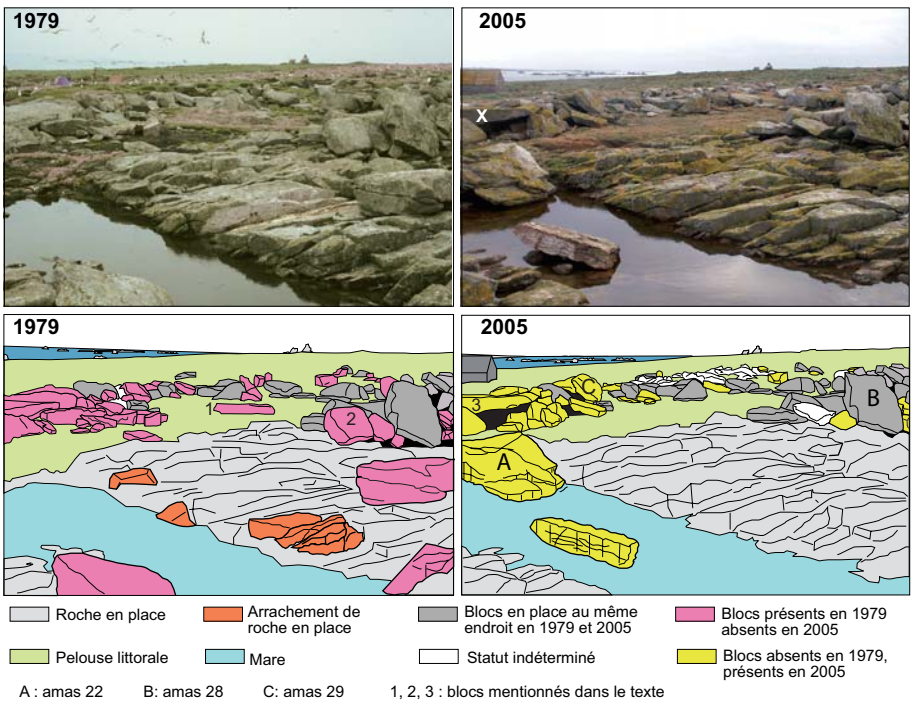 1979
2005
X
1979
2005
1
2
3
C
B
A
Roche en place
Arrachement de
roche en place
Blocs en place au même
endroit en 1979 et 2005
Blocs présents en 1979
absents en 2005
Pelouse littorale
Mare
Statut indéterminé
Blocs absents en 1979,
présents en 2005
A : amas 22 B: amas 28 C: amas 29 1, 2, 3 : blocs mentionnés dans le texte